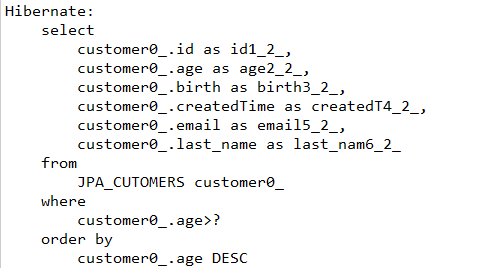 Hibernate:
    select
        customer0_.id as id1_2_,
        customer0_.age as age2_2_,
        customer0_.birth as birth3_2_,
        customer0_.createdTime as createdT4_2_,
        customer0_.email as email5_2_,
        customer0_.last_name as last_nam6_2_
    from
        JPA_CUTOMERS customer0_
    where
        customer0_.age>?
    order by
        customer0_.age DESC